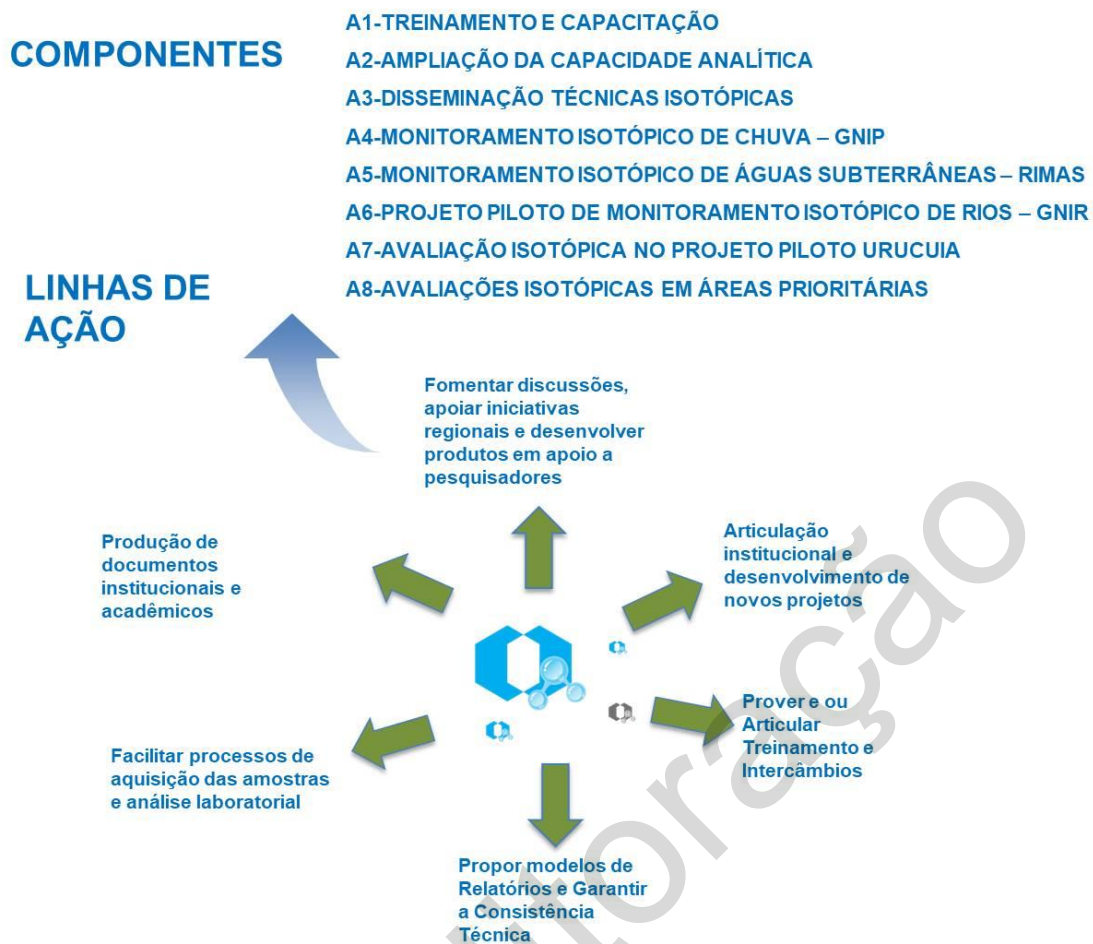 COMPONENTES
A1-TREINAMENTO E CAPACITAÇÃO
A2-AMPLIAÇÃO DA CAPACIDADE ANALÍTICA
A3-DISSEMINAÇÃO TÉCNICAS ISOTÓPICAS
A4-MONITORAMENTO ISOTÓPICO DE CHUVA – GNIP
A5-MONITORAMENTO ISOTÓPICO DE ÁGUAS SUBTERRÂNEAS – RIMAS
A6-PROJETO PILOTO DE MONITORAMENTO ISOTÓPICO DE RIOS – GNIR
A7-AVALIAÇÃO ISOTÓPICA NO PROJETO PILOTO URUCUIA
A8-AVALIAÇÕES ISOTÓPICAS EM ÁREAS PRIORITÁRIAS
LINHAS DE
AÇÃO
Fomentar discussões,
apoiar iniciativas
regionais e desenvolver
produtos em apoio a
pesquisadores
Produção de
documentos
institucionais e
acadêmicos
Articulação
institucional e
desenvolvimento de
novos projetos
Prover e ou
Articular
Treinamento e
Intercâmbios
Facilitar processos de
aquisição das amostras
e análise laboratorial
Propor modelos de
Relatórios e Garantir
a Consistência
Técnica
itoração